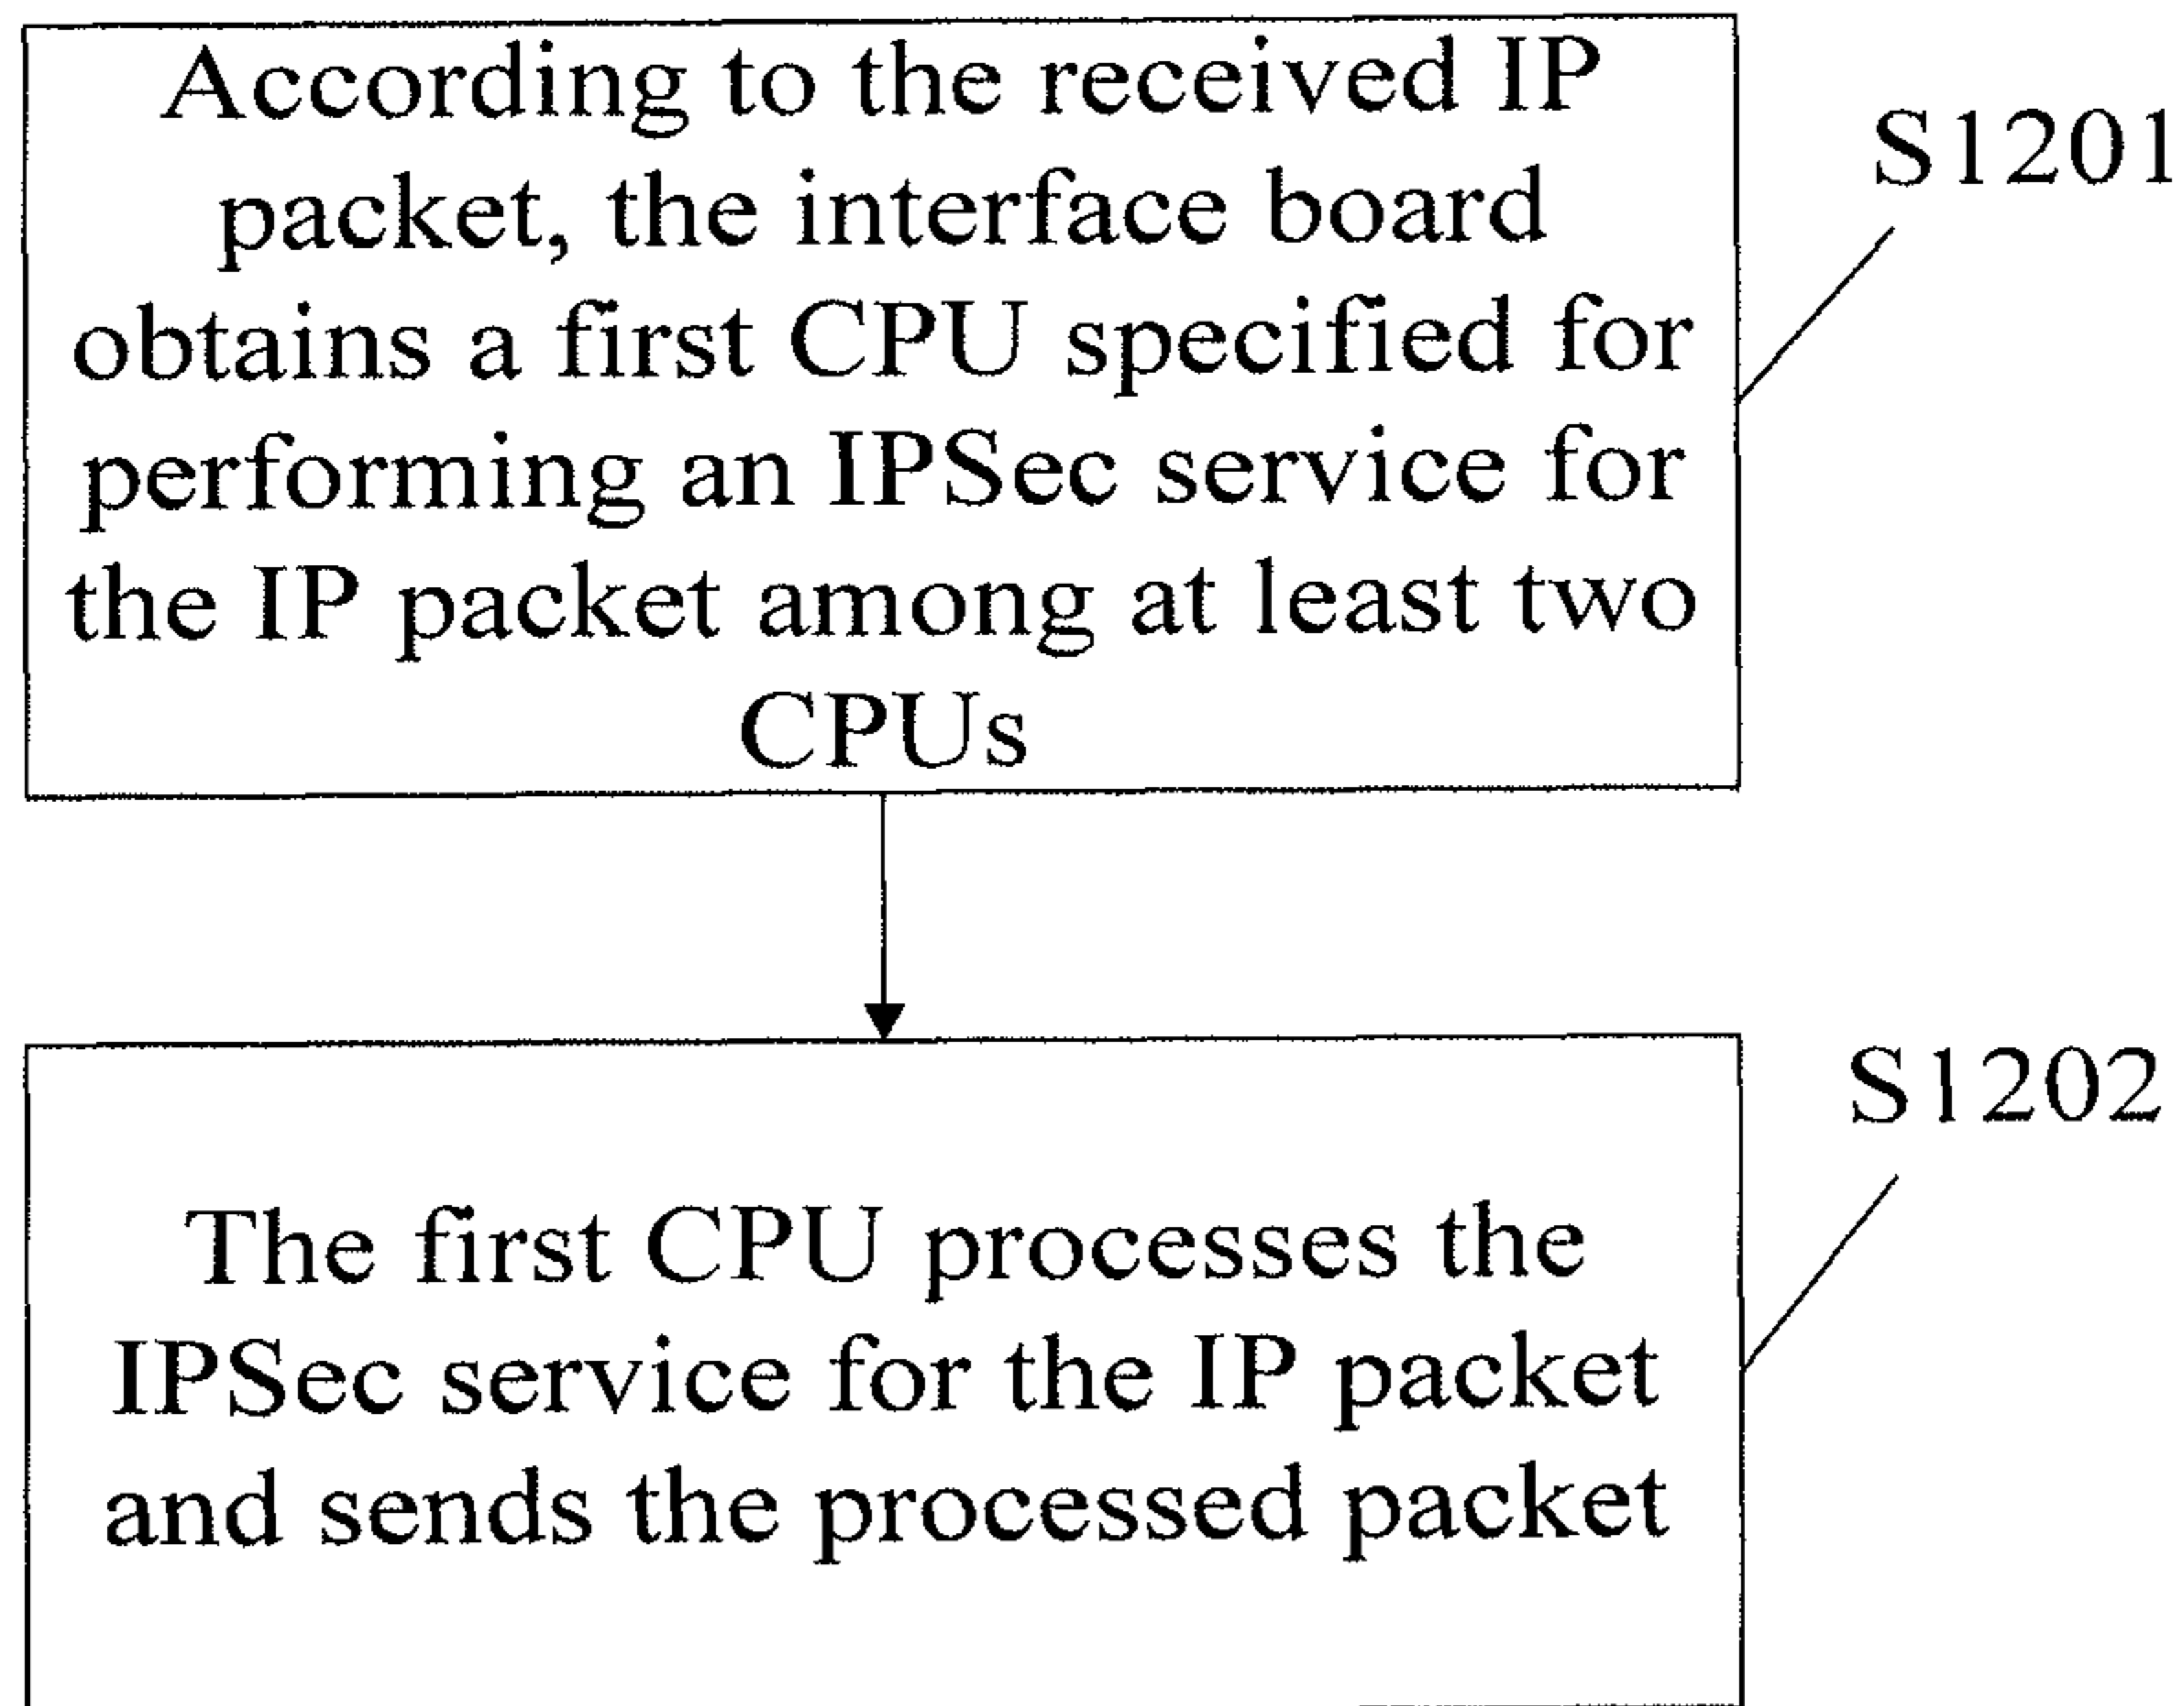 According to the received IP
packet, the interface board
obtains a first CPU specified for
performing an IPSec service for
the IP packet among at least two
CPUs
S1201
The first CPU processes the
IPSec service for the IP packet
and sends the processed packet
S1202